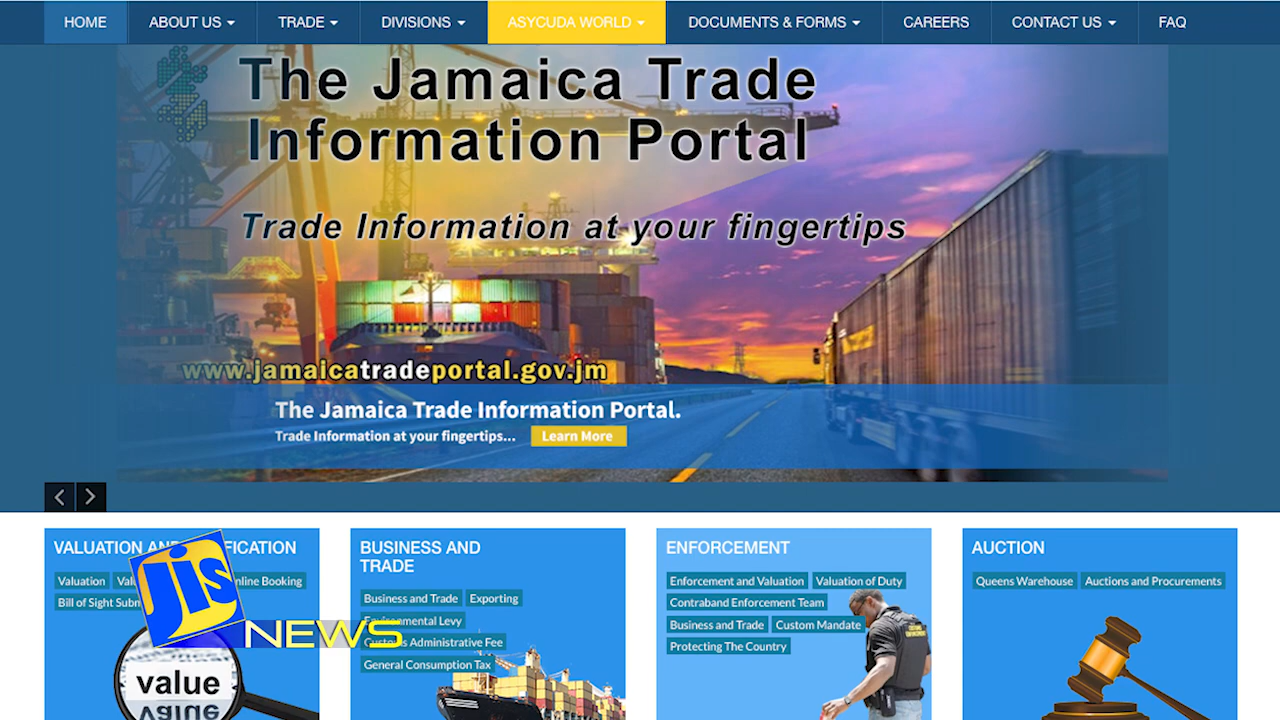 HOME
ABOUT US
TRADE
DIVISIONS
ASYCUDA WORLD
DOCUMENTS & FORMS
CAREERS
CONTACT US
FAQ
The Jamaica Trade
Information Portal
Trade Information at your fingertips
www.jamaicatradeportal.gov.jm
The Jamaica Trade Information Portal.
Trade Information at your fingertips...
Learn More
VALUATION
Valuation
Booking
Bill of Sight
jis
NEWS
value
value
BUSINESS AND
TRADE
Business and Trade
Exporting
Environmental Levy
Customs Administrative Fee
General Consumption Tax
ENFORCEMENT
Enforcement and Valuation
Valuation of Duty
Contraband Enforcement Team
Business and Trade
Custom Mandate
Protecting The Country
AUCTION
Queens Warehouse
Auctions and Procurements